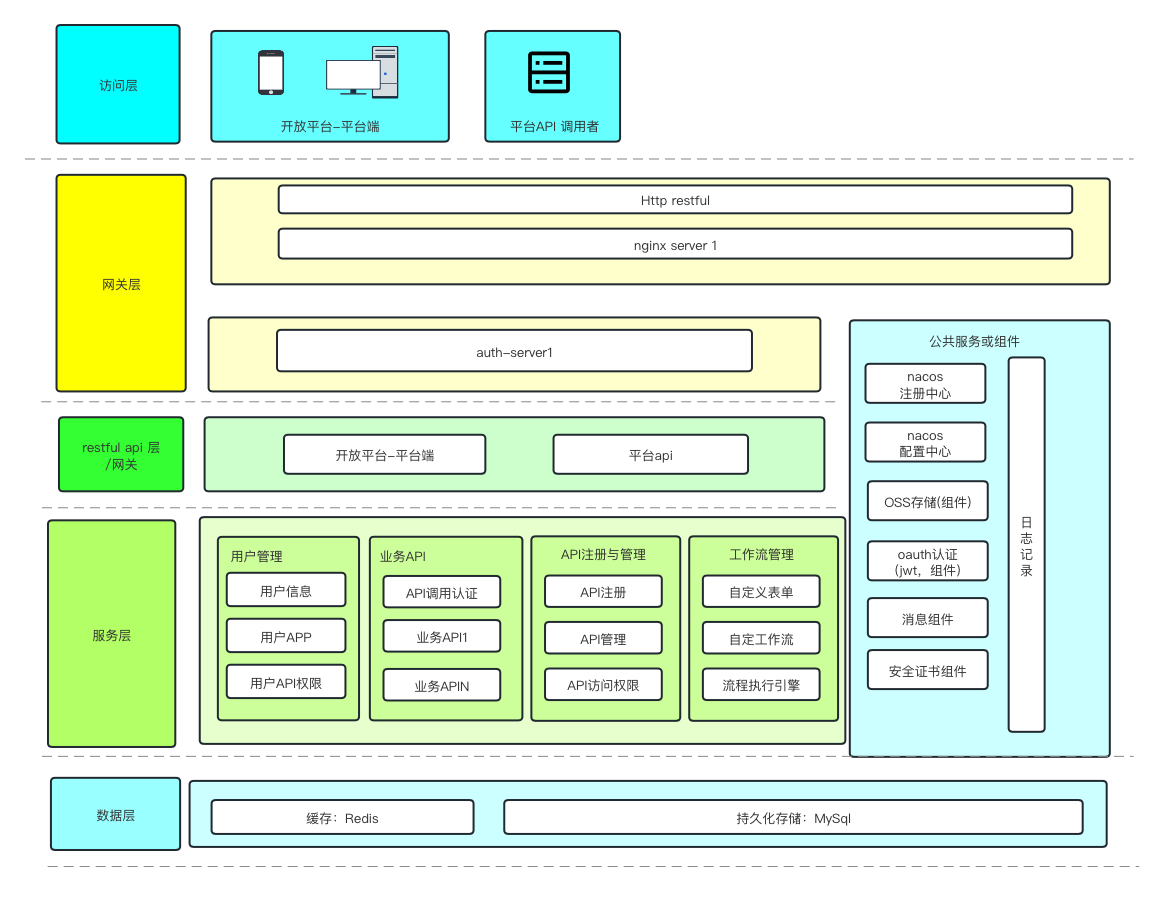 访问层
开放平台-平台端
平台API 调用者
网关层
Http restful
nginx server 1
auth-server1
restful api 层
/网关
开放平台-平台端
平台api
服务层
用户管理
用户信息
用户APP
用户API权限
业务API
API调用认证
业务API1
业务APIN
API注册与管理
API注册
API管理
API访问权限
工作流管理
自定义表单
自定工作流
流程执行引擎
公共服务或组件
nacos
注册中心
nacos
配置中心
OSS存储(组件)
oauth认证
(jwt，组件)
消息组件
安全证书组件
日
志
记
录
数据层
缓存：Redis
持久化存储：MySql